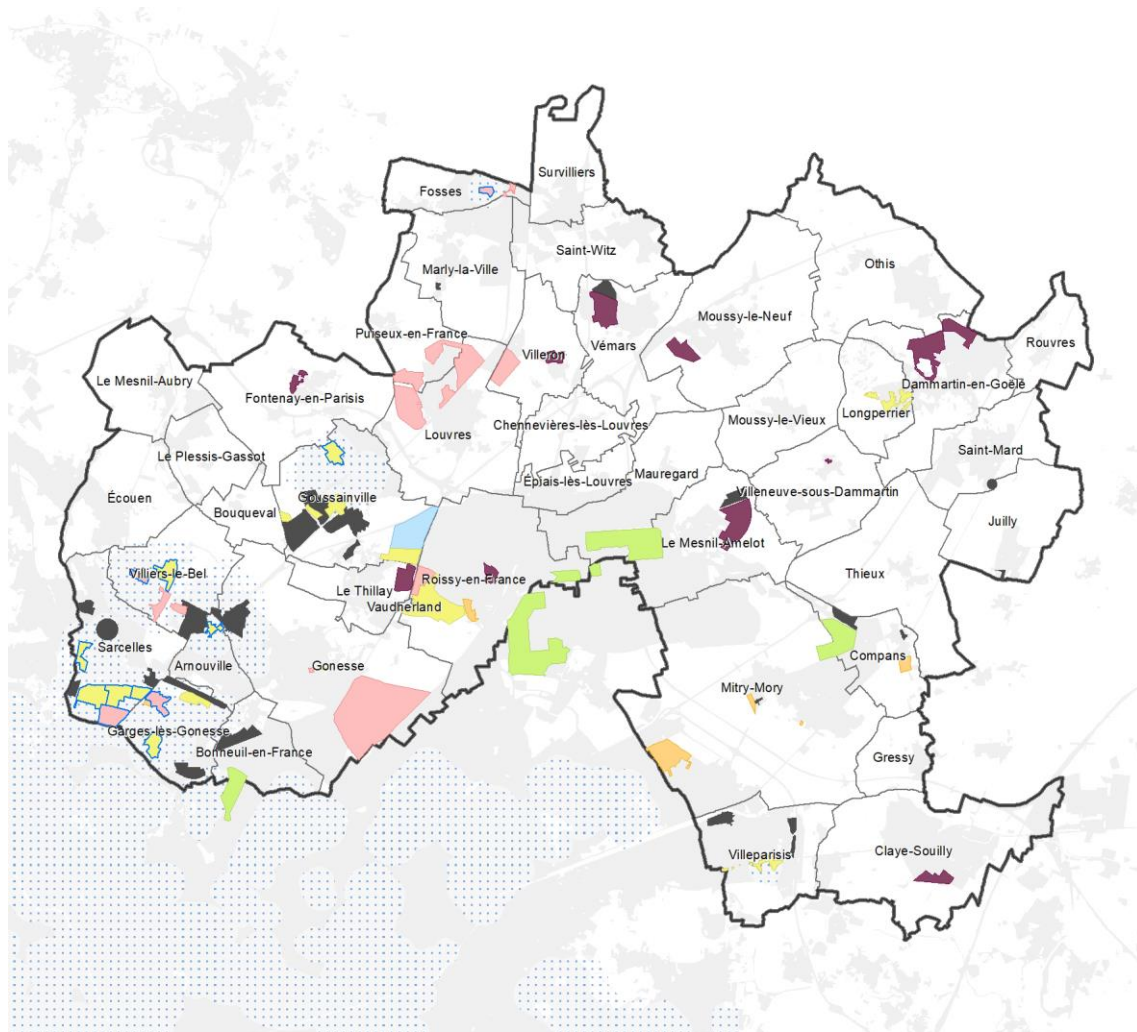 Survilliers
Fosses
Saint-Witz
Othis
Marly-la-Ville
Moussy-le-Neuf
Puiseux-en-France
Vémars
Villeron
Rouvres
Le Mesnil-Aubry
Dammartin-en-Goële
Fontenay-en-Parisis
Longperrier
Moussy-le-Vieux
Chennevières-lès-Louvres
Louvres
Saint-Mard
Le Plessis-Gassot
Mauregard
Épiais-lès-Louvres
Villeneuve-sous-Dammartin
Écouen
Goussainville
Bouqueval
Juilly
Le Mesnil-Amelot
Villiers-le-Bel
Thieux
Roissy-en-France
Le Thillay
Vaudherland
Sarcelles
Compans
Arnouville
Gonesse
Mitry-Mory
Garges-lès-Gonesse
Bonneuil-en-France
Gressy
Claye-Souilly
Villeparisis